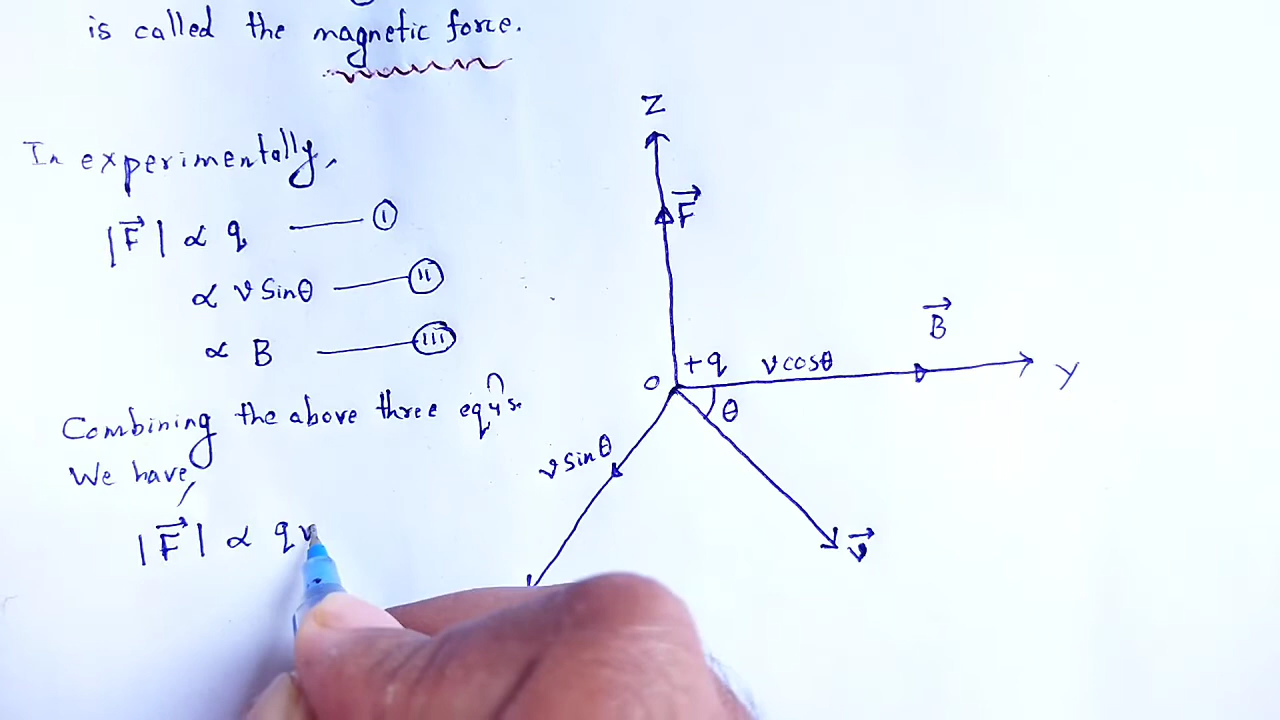 is called the magnetic force.
In experimentally,
|F⃗| ∝ q —— (I)
∝ v Sinθ —— (II)
∝ B —— (III)
Combining the above three eqns.
We have,
|F⃗| ∝ qv
Z
F⃗
B⃗
+q vcosθ
O
Y
θ
v sinθ
v⃗